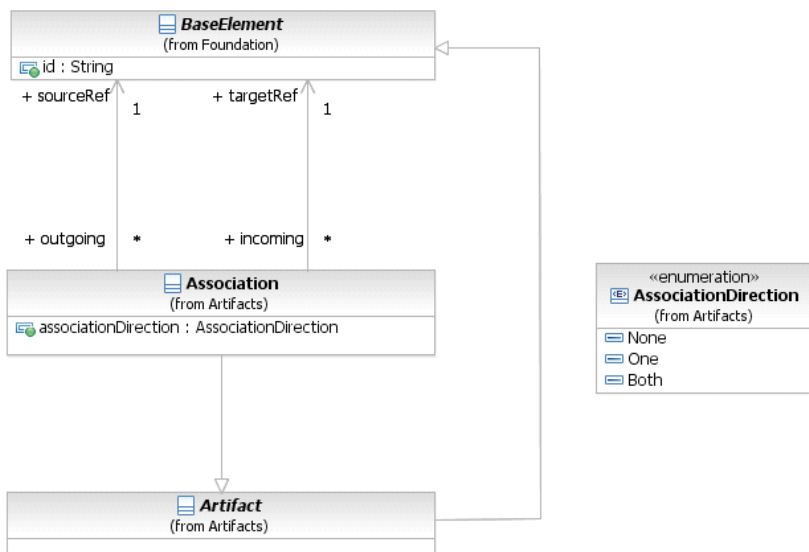 BaseElement
(from Foundation)
id : String
+ sourceRef
1
+ targetRef
1
+ outgoing
*
+ incoming
*
Association
(from Artifacts)
associationDirection : AssociationDirection
«enumeration»
AssociationDirection
(from Artifacts)
None
One
Both
Artifact
(from Artifacts)